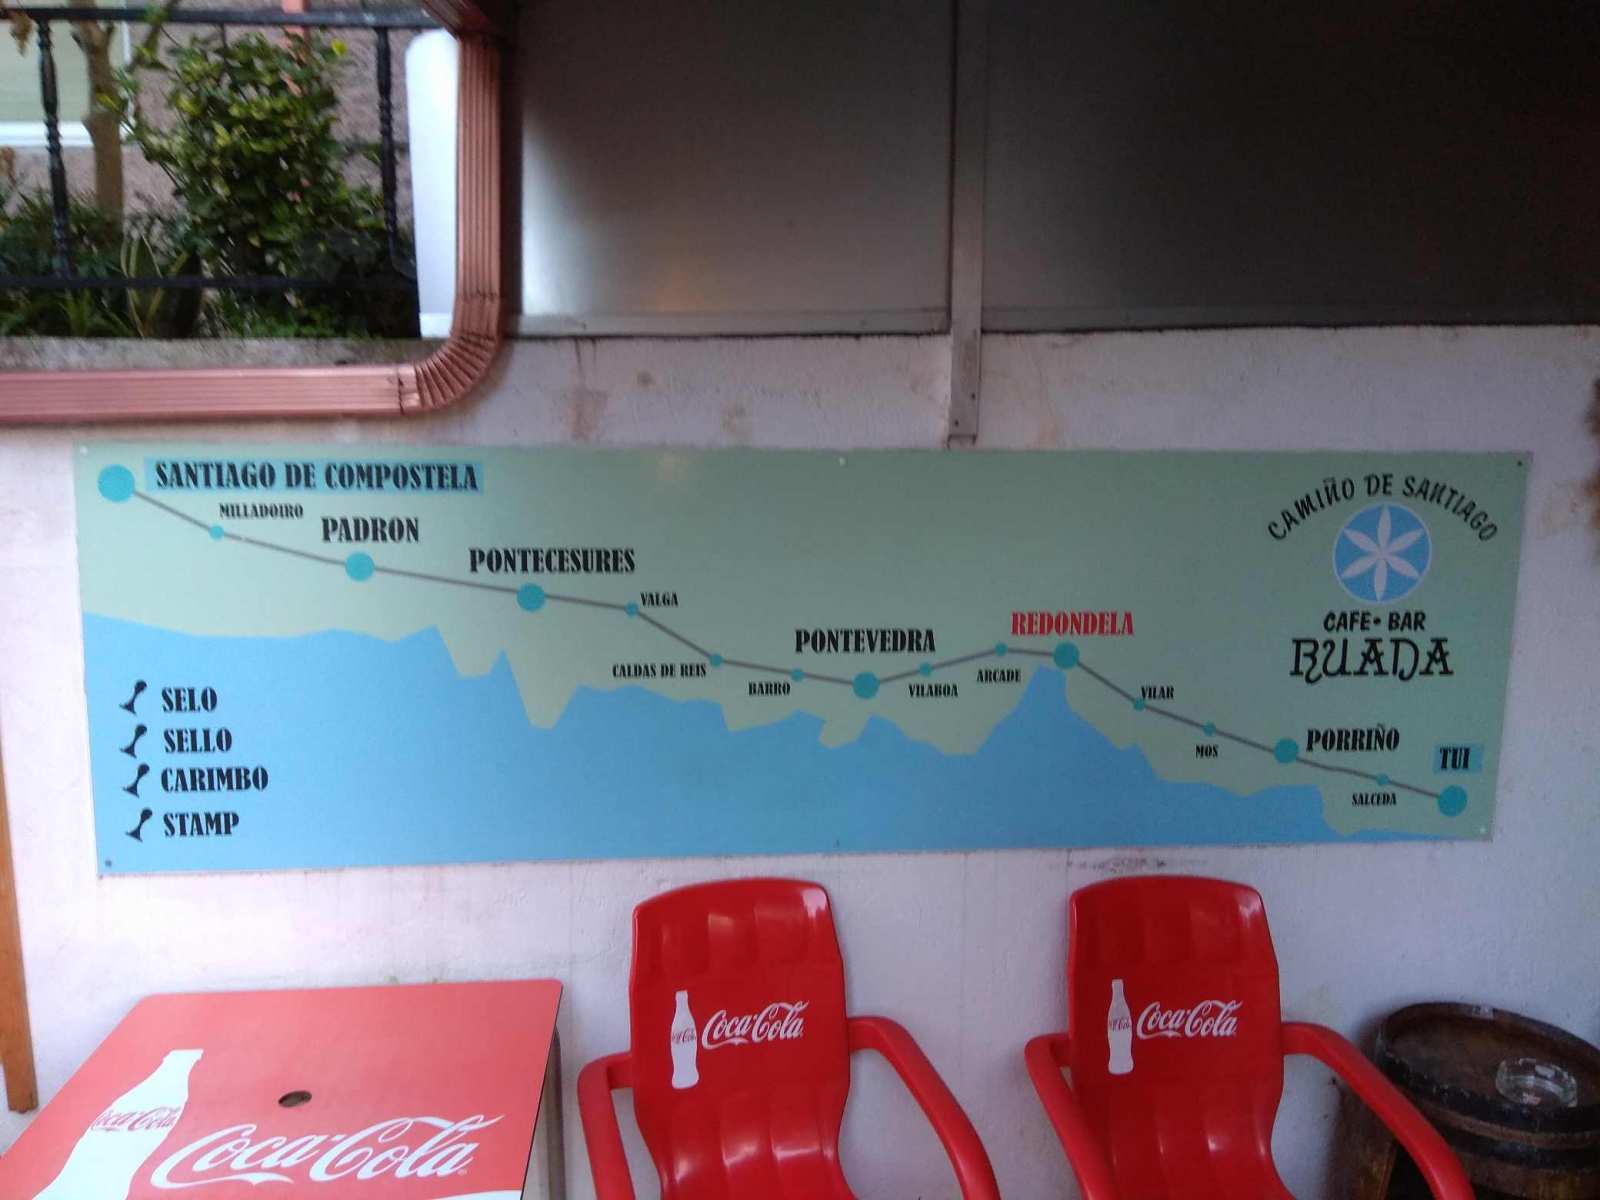 SANTIAGO DE COMPOSTELA
MILLADOIRO
PADRON
PONTECESURES
VALGA
CALDAS DE REIS
BARRO
PONTEVEDRA
VILABOA
ARCADE
REDONDELA
VILAR
MOS
PORRIÑO
SALCEDA
TUI
CAMIÑO DE SANTIAGO
CAFE • BAR
RUADA
SELO
SELLO
CARIMBO
STAMP
Coca-Cola
Coca-Cola
Coca-Cola
Coca-Cola
Coca-Cola
Coca-Cola